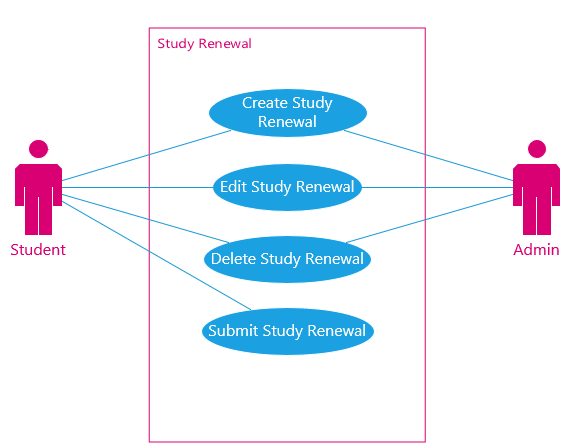 Study Renewal
Create Study
Renewal
Edit Study Renewal
Student
Admin
Delete Study Renewal
Submit Study Renewal